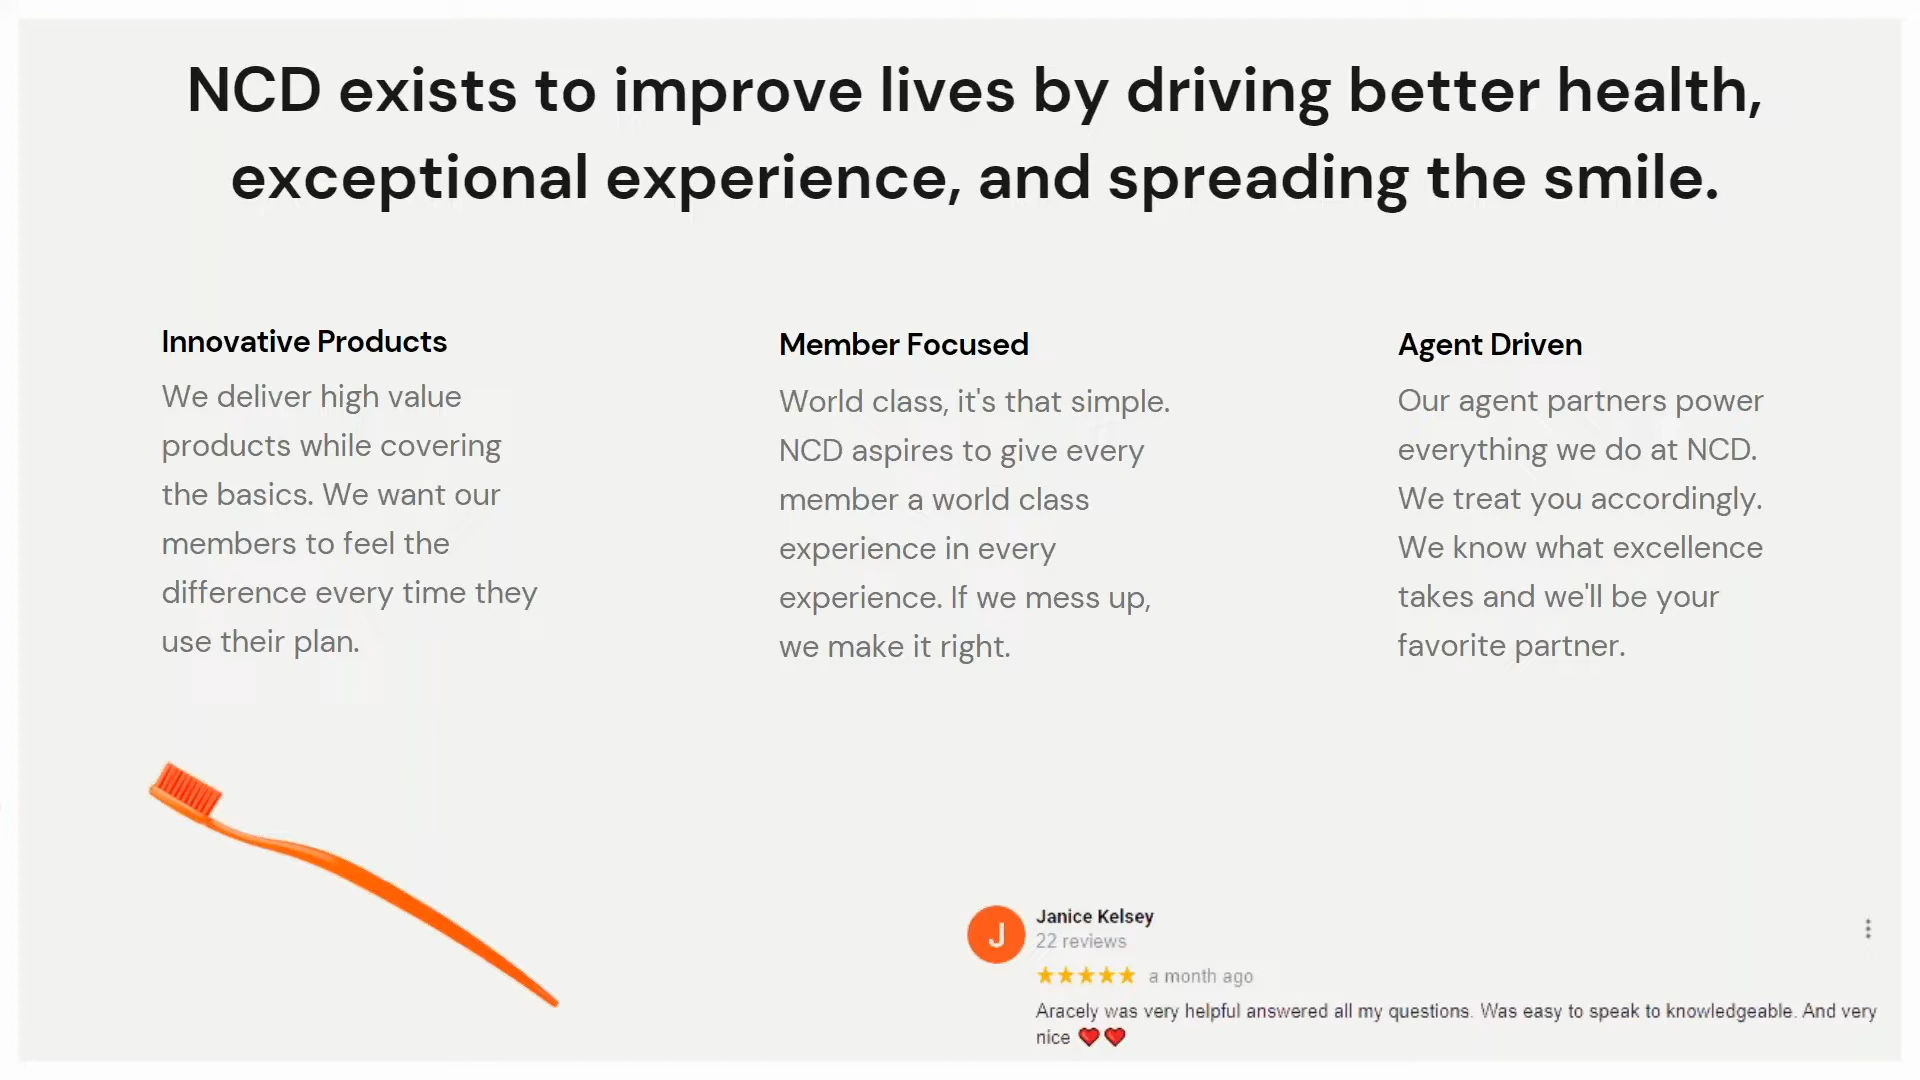 NCD exists to improve lives by driving better health,
exceptional experience, and spreading the smile.
Innovative Products
We deliver high value
products while covering
the basics. We want our
members to feel the
difference every time they
use their plan.
Member Focused
World class, it's that simple.
NCD aspires to give every
member a world class
experience in every
experience. If we mess up,
we make it right.
Agent Driven
Our agent partners power
everything we do at NCD.
We treat you accordingly.
We know what excellence
takes and we'll be your
favorite partner.
J
Janice Kelsey
22 reviews
★★★★★ a month ago
Aracely was very helpful answered all my questions. Was easy to speak to knowledgeable. And very
nice ❤️❤️